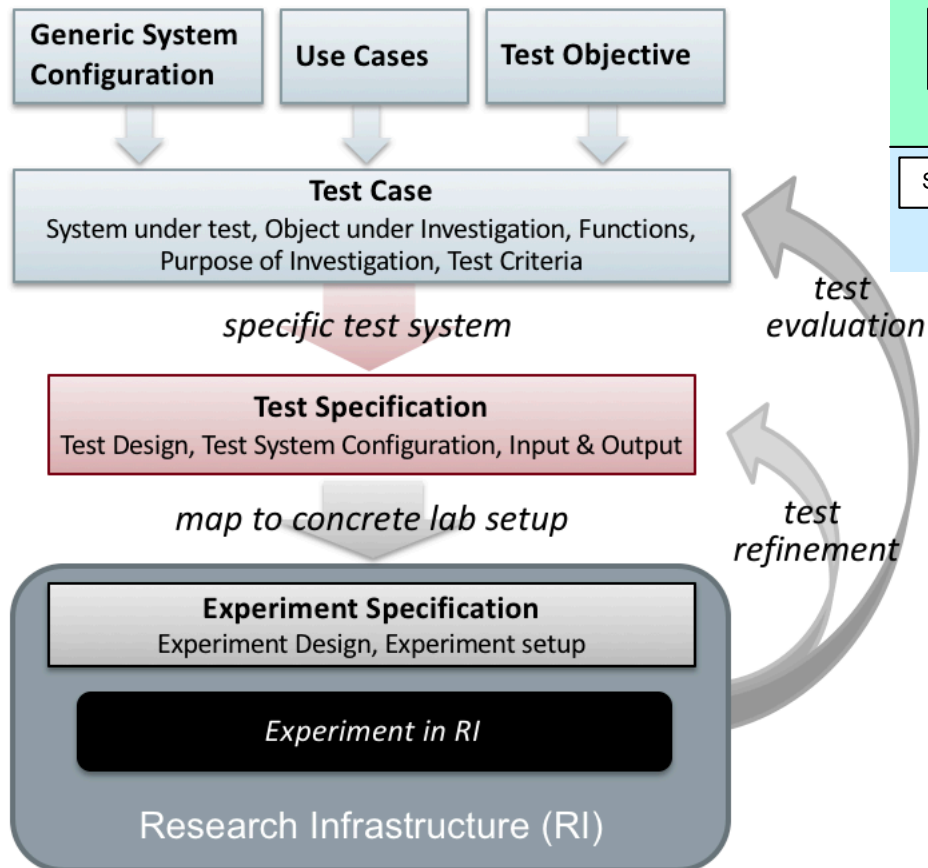 Generic System
Configuration
Use Cases
Test Objective
Test Case
System under test, Object under Investigation, Functions,
Purpose of Investigation, Test Criteria
specific test system
test
evaluation
Test Specification
Test Design, Test System Configuration, Input & Output
map to concrete lab setup
test
refinement
Experiment Specification
Experiment Design, Experiment setup
Experiment in RI
Research Infrastructure (RI)